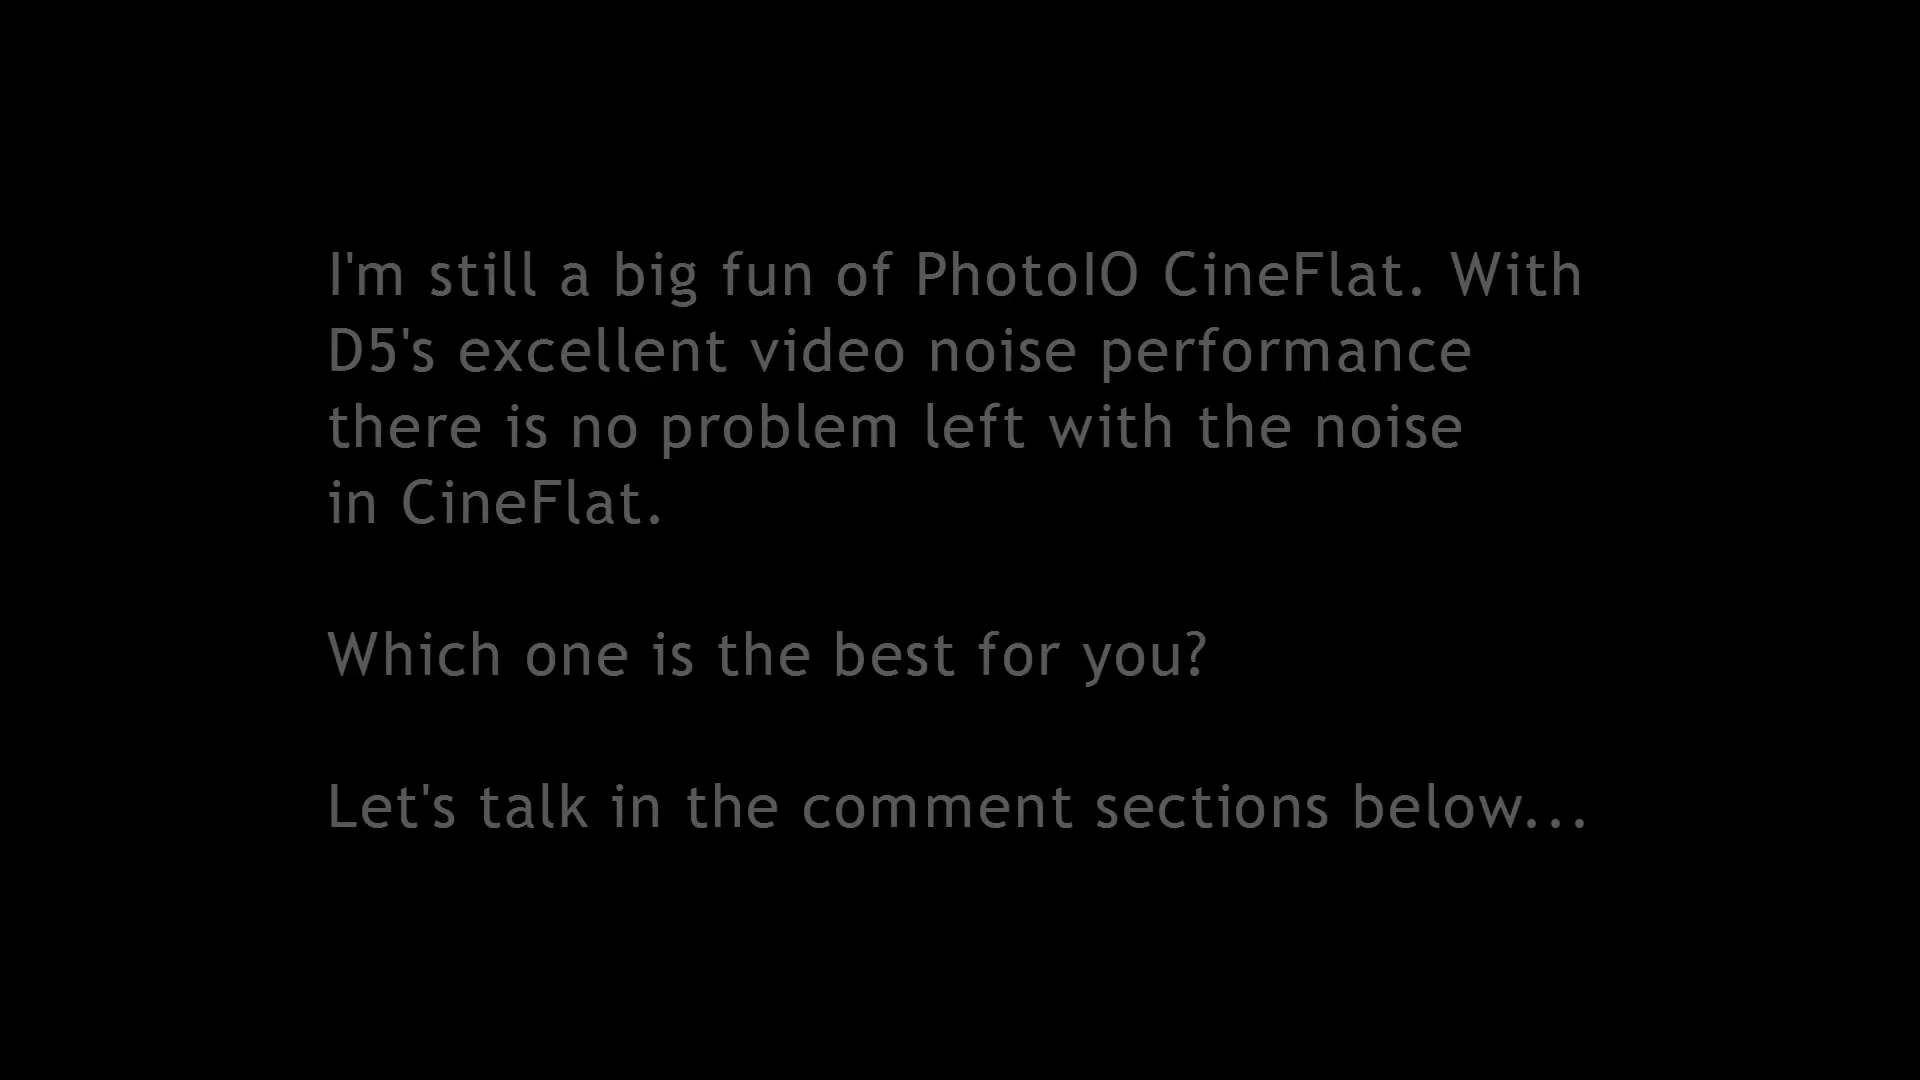 I'm still a big fun of PhotoIO CineFlat. With
D5's excellent video noise performance
there is no problem left with the noise
in CineFlat.
Which one is the best for you?
Let's talk in the comment sections below...